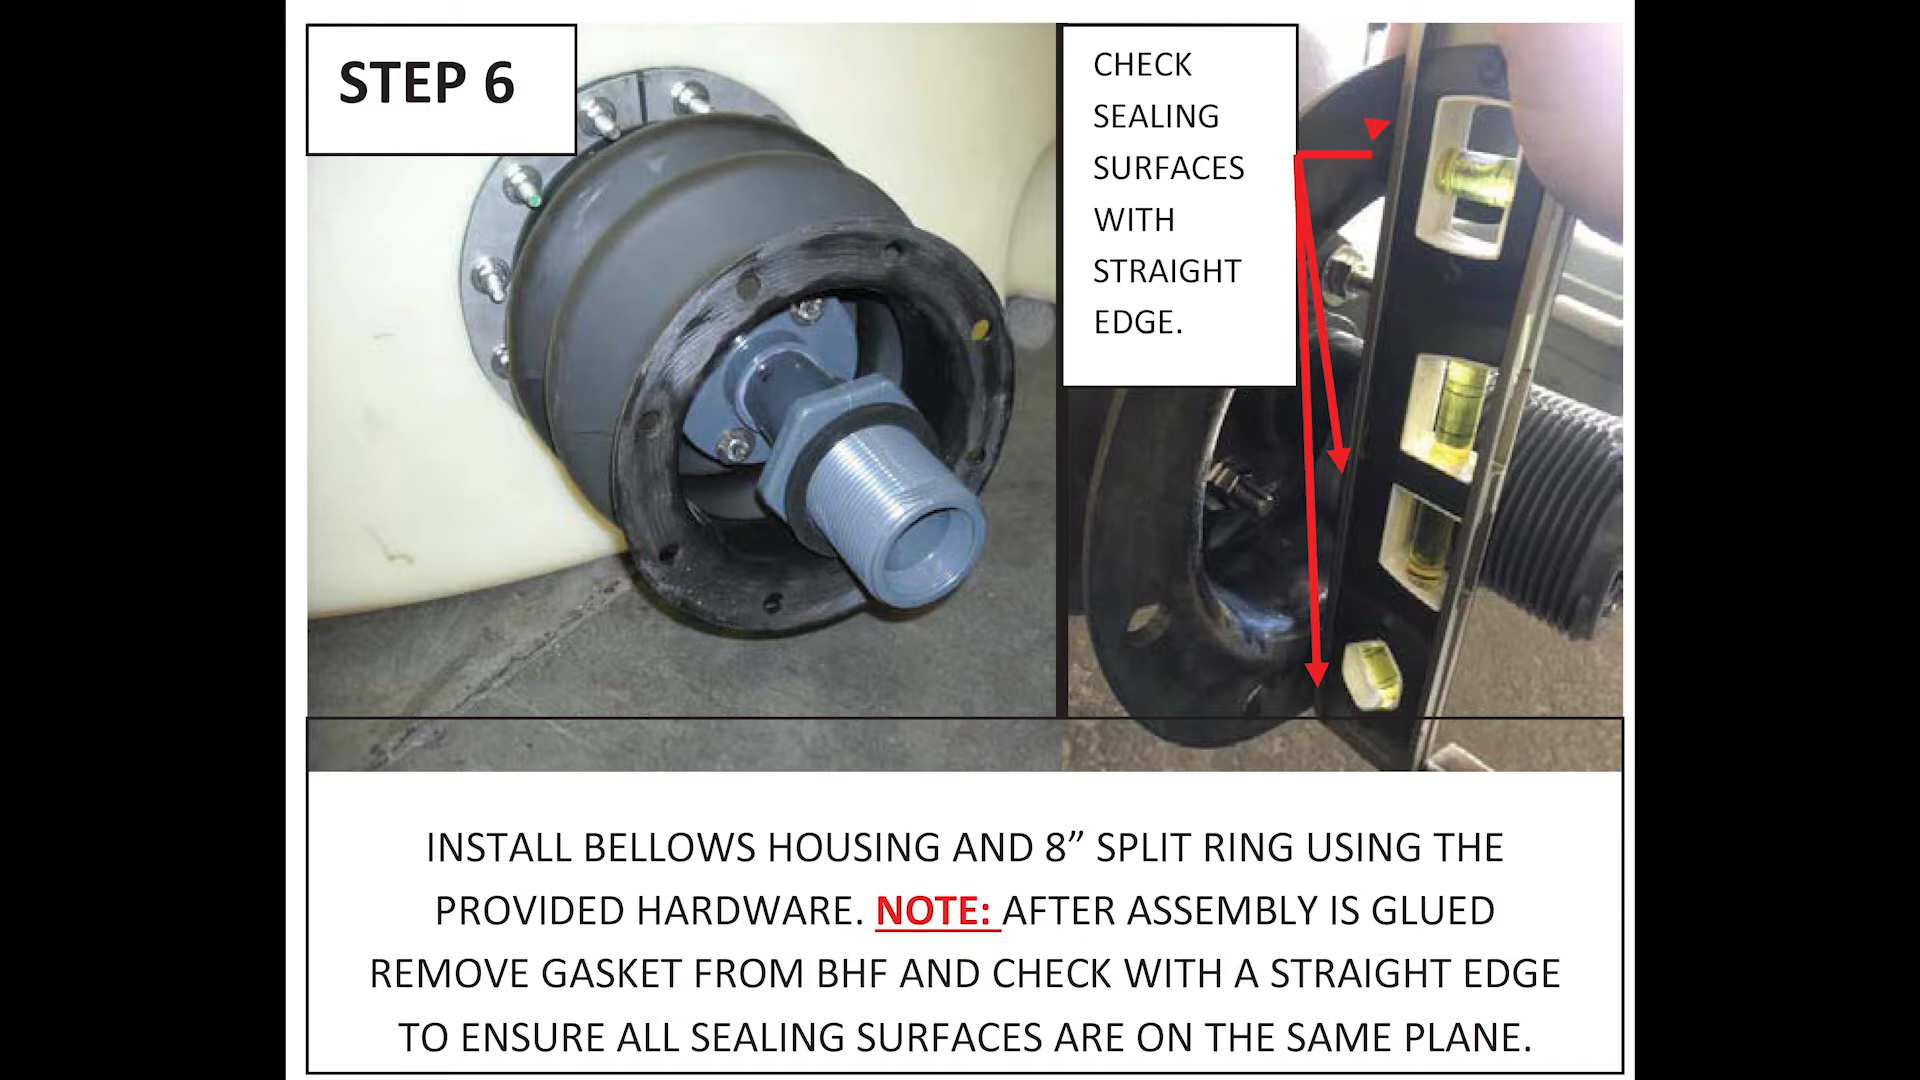 STEP 6
CHECK
SEALING
SURFACES
WITH
STRAIGHT
EDGE.
INSTALL BELLOWS HOUSING AND 8” SPLIT RING USING THE
PROVIDED HARDWARE. NOTE: AFTER ASSEMBLY IS GLUED
REMOVE GASKET FROM BHF AND CHECK WITH A STRAIGHT EDGE
TO ENSURE ALL SEALING SURFACES ARE ON THE SAME PLANE.